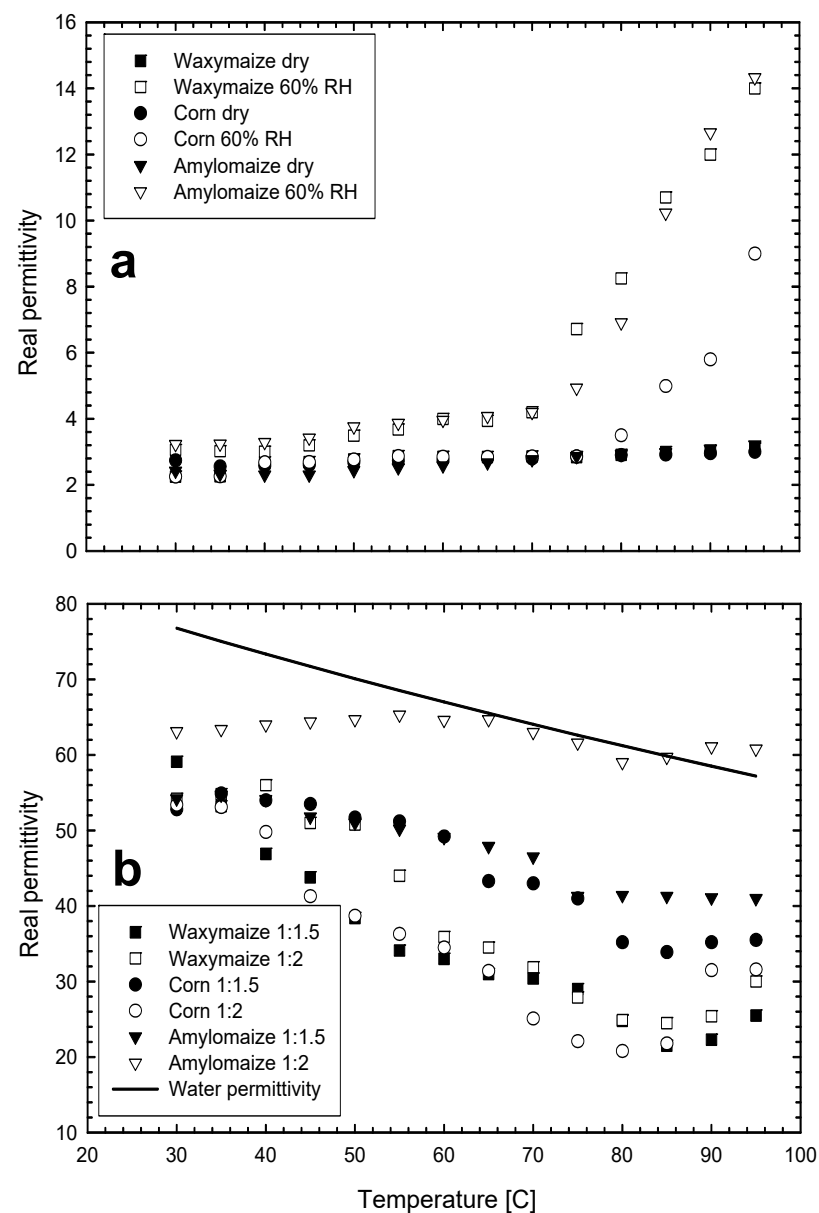 16
14
12
10
8
6
4
2
0
Real permittivity
Waxymaize dry
Waxymaize 60% RH
Corn dry
Corn 60% RH
Amylomaize dry
Amylomaize 60% RH
a
80
70
60
50
40
30
20
10
Real permittivity
b
Waxymaize 1:1.5
Waxymaize 1:2
Corn 1:1.5
Corn 1:2
Amylomaize 1:1.5
Amylomaize 1:2
Water permittivity
20 30 40 50 60 70 80 90 100
Temperature [C]